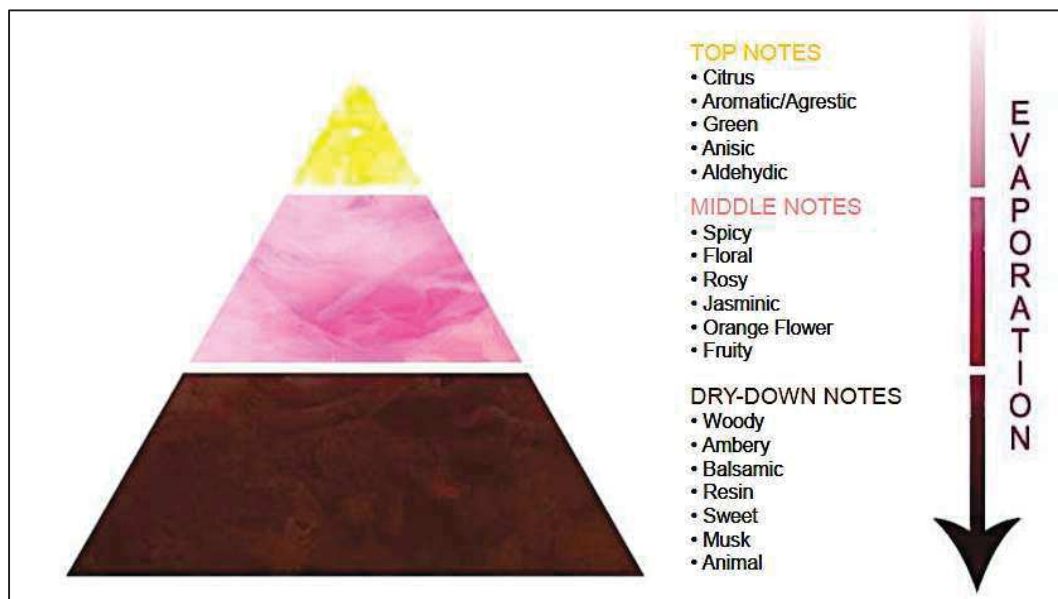 TOP NOTES
• Citrus
• Aromatic/Agrestic
• Green
• Anisic
• Aldehydic
MIDDLE NOTES
• Spicy
• Floral
• Rosy
• Jasminic
• Orange Flower
• Fruity
DRY-DOWN NOTES
• Woody
• Ambery
• Balsamic
• Resin
• Sweet
• Musk
• Animal
EVAPORATION